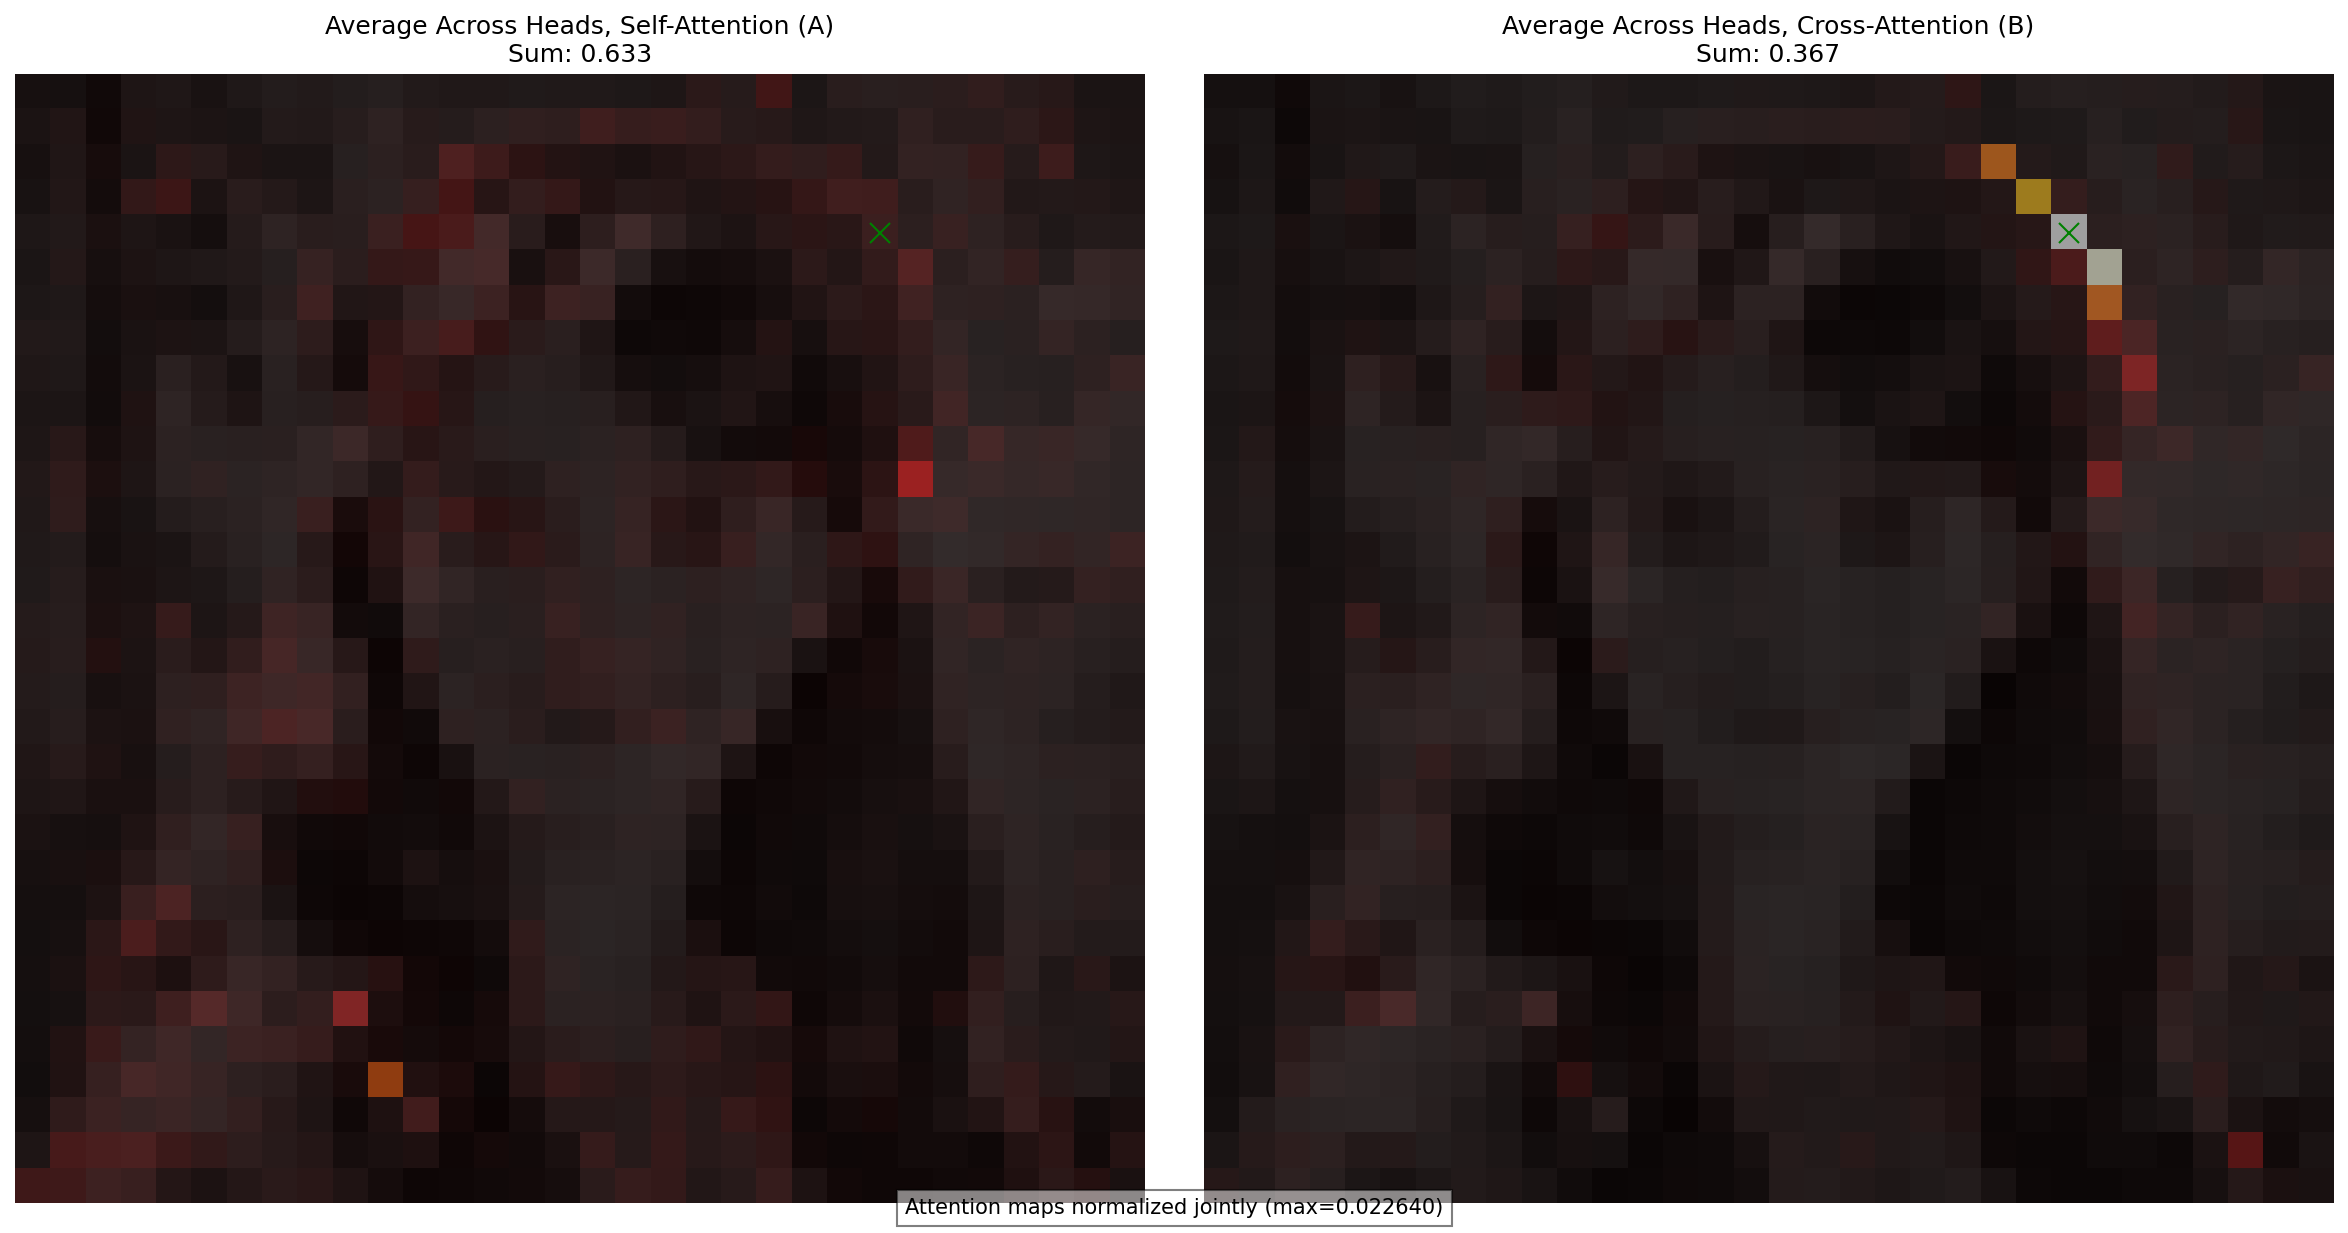 Average Across Heads, Self-Attention (A)
Sum: 0.633
Average Across Heads, Cross-Attention (B)
Sum: 0.367
Attention maps normalized jointly (max=0.022640)